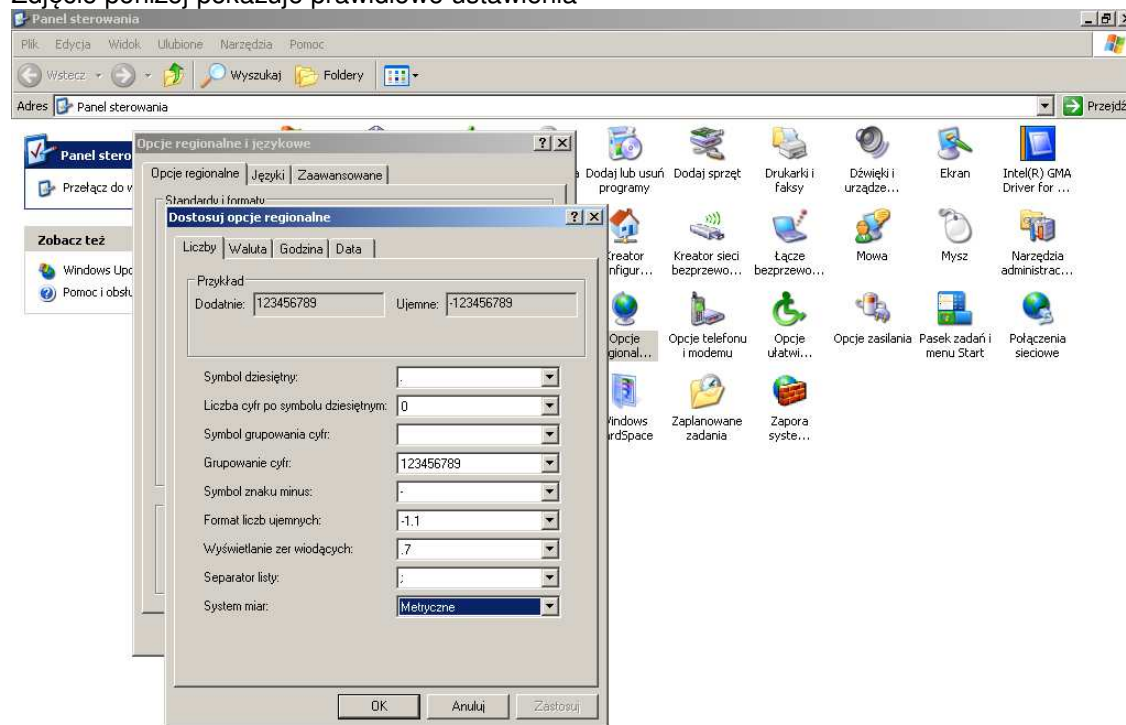 Zdjęcie poniżej pokazuje prawidłowe ustawienia
Panel sterowania
Plik Edycja Widok Ulubione Narzędzia Pomoc
Wstecz Wyszukaj Foldery
Adres Panel sterowania Przejdź
Panel stero
Przełącz do w
Zobacz też
Windows Upd
Pomoc i obsłu
Opcje regionalne i językowe
Opcje regionalne Języki Zaawansowane
Standardy i formaty
Dostosuj opcje regionalne
Liczby Waluta Godzina Data
Przykład
Dodatnie: 123456789 Ujemne: -123456789
Symbol dziesiętny: .
Liczba cyfr po symbolu dziesiętnym: 0
Symbol grupowania cyfr:
Grupowanie cyfr: 123456789
Symbol znaku minus: -
Format liczb ujemnych: -1.1
Wyświetlanie zer wiodących: .7
Separator listy: ;
System miar: Metryczne
OK Anuluj Zastosuj
Dodaj lub usuń programy
Dodaj sprzęt
Drukarki i faksy
Dźwięki i urządze...
Ekran
Intel(R) GMA Driver for ...
Kreator
nfigur...
Kreator sieci bezprzewo...
Łącze bezprzewo...
Mowa
Mysz
Narzędzia administrac...
Opcje
gional...
Opcje telefonu i modemu
Opcje ułatwi...
Opcje zasilania
Pasek zadań i menu Start
Połączenia sieciowe
Windows
rdSpace
Zaplanowane zadania
Zapora syste...